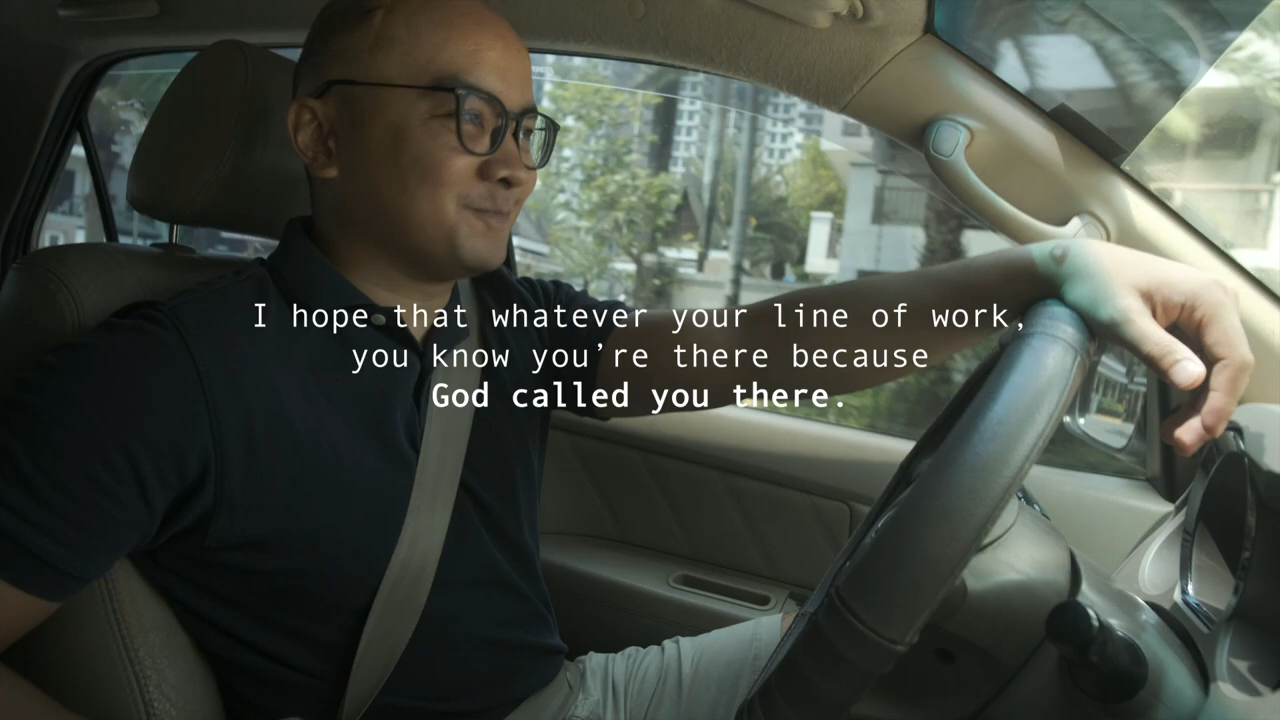 I hope that whatever your line of work,
you know you’re there because
God called you there.